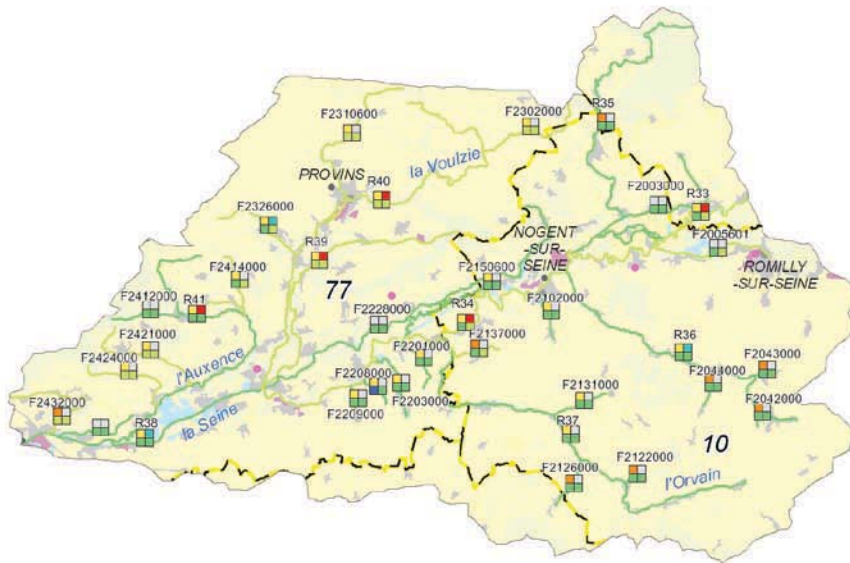 F2310600
F2302000
R35
la Voulzie
PROVINS
R40
F2003000
R33
F2326000
NOGENT
-SUR-
SEINE
F2005601
R39
ROMILLY
-SUR-SEINE
F2414000
77
F2150600
F2412000
R41
F2228000
R34
F2102000
F2421000
F2137000
R36
F2424000
l'Auxence
F2201000
F2043000
F2208000
F2044000
F2432000
la Seine
F2203000
F2209000
F2131000
F2042000
R38
R37
10
F2126000
F2122000
l'Orvain